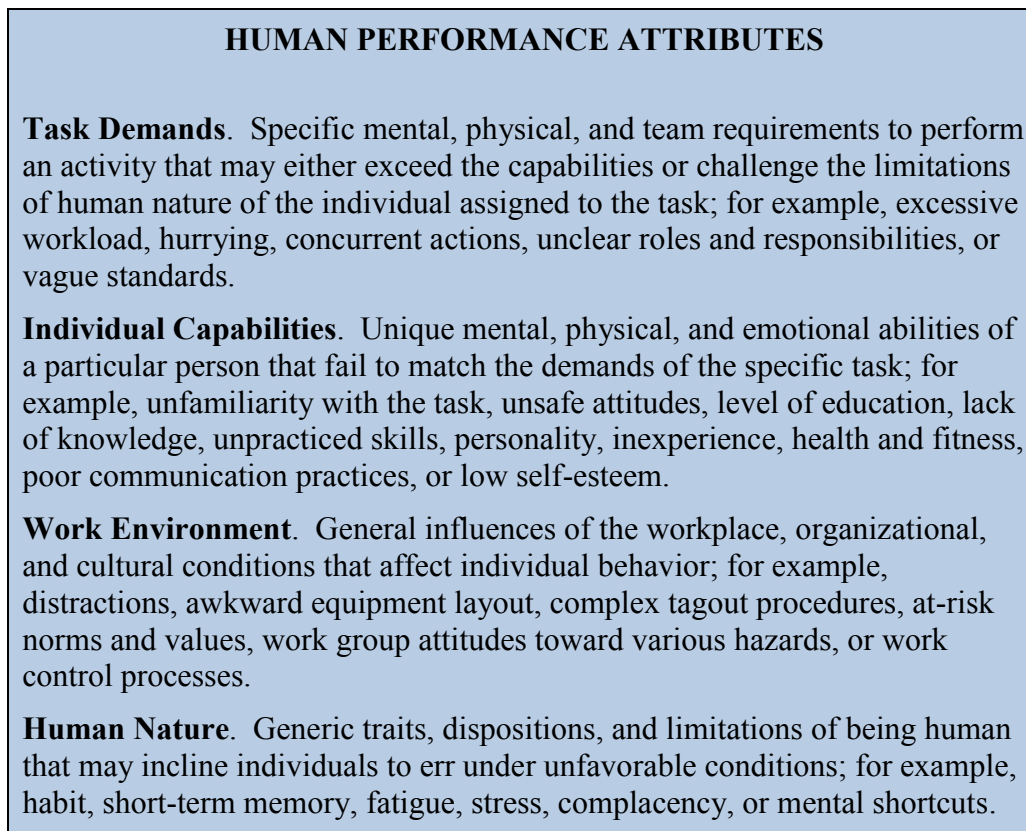 HUMAN PERFORMANCE ATTRIBUTES
Task Demands.  Specific mental, physical, and team requirements to perform
an activity that may either exceed the capabilities or challenge the limitations
of human nature of the individual assigned to the task; for example, excessive
workload, hurrying, concurrent actions, unclear roles and responsibilities, or
vague standards.
Individual Capabilities.  Unique mental, physical, and emotional abilities of
a particular person that fail to match the demands of the specific task; for
example, unfamiliarity with the task, unsafe attitudes, level of education, lack
of knowledge, unpracticed skills, personality, inexperience, health and fitness,
poor communication practices, or low self-esteem.
Work Environment.  General influences of the workplace, organizational,
and cultural conditions that affect individual behavior; for example,
distractions, awkward equipment layout, complex tagout procedures, at-risk
norms and values, work group attitudes toward various hazards, or work
control processes.
Human Nature.  Generic traits, dispositions, and limitations of being human
that may incline individuals to err under unfavorable conditions; for example,
habit, short-term memory, fatigue, stress, complacency, or mental shortcuts.